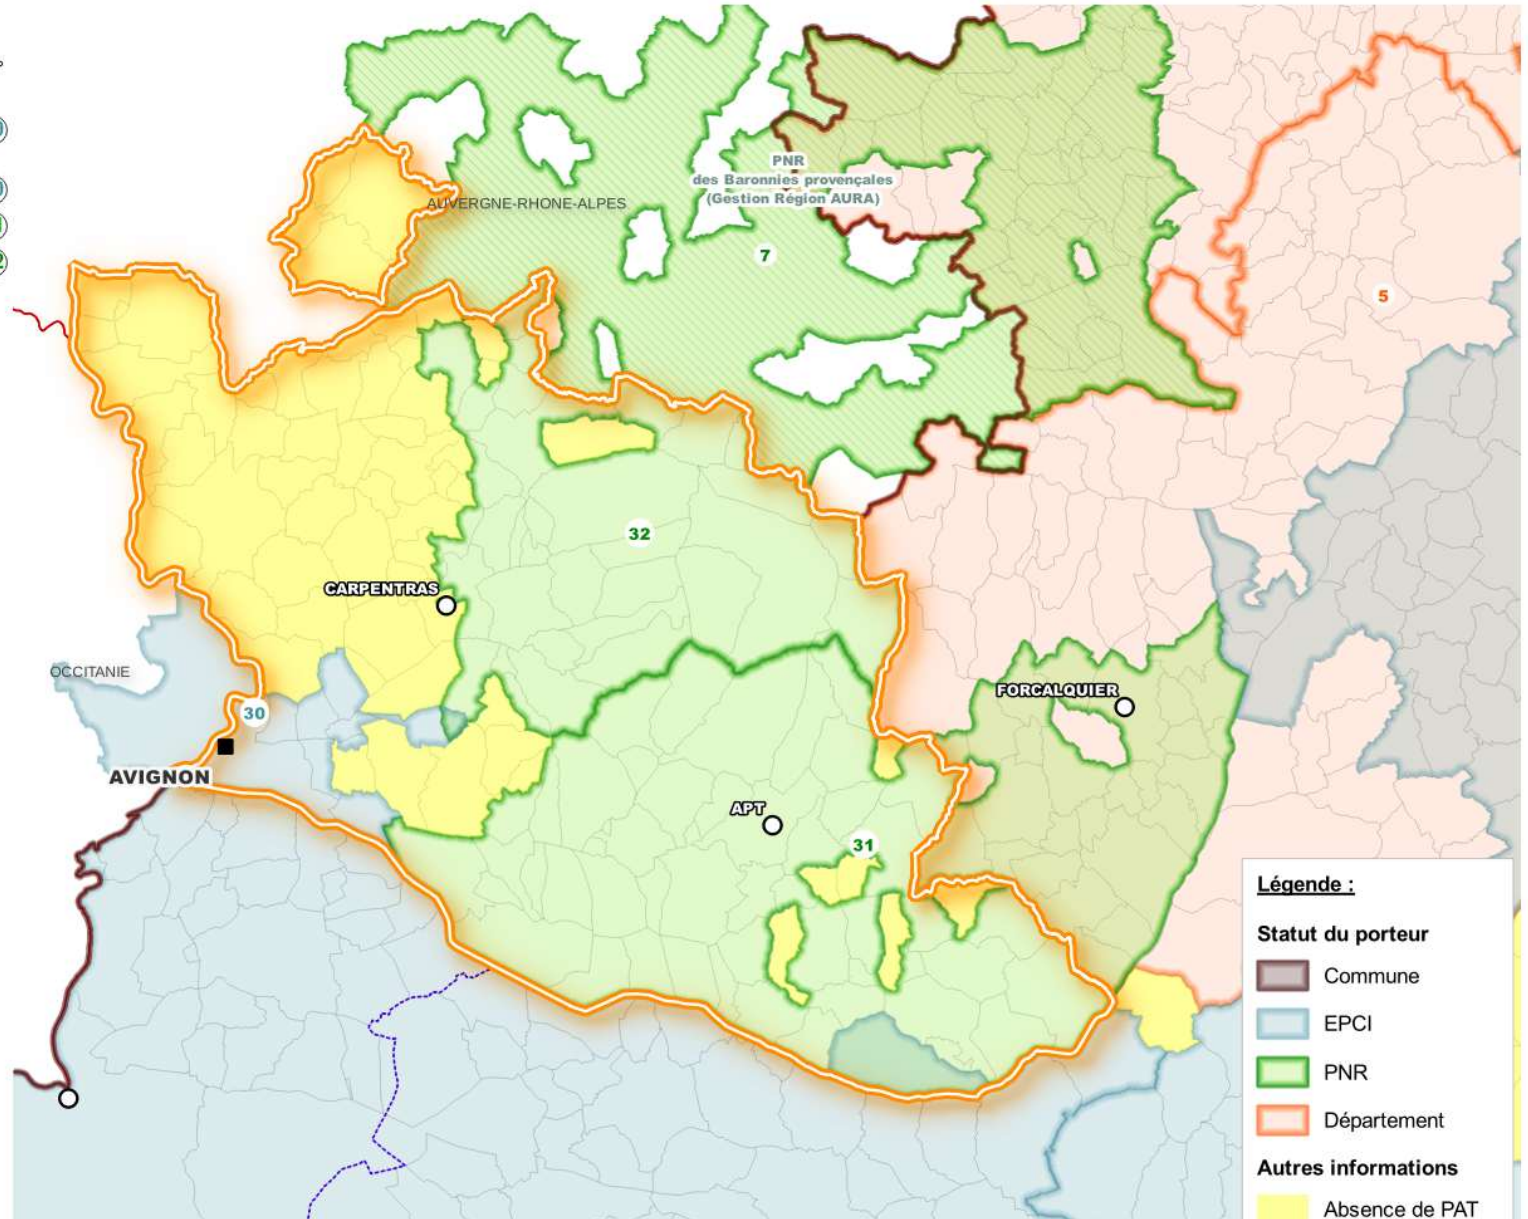 PNR
des Baronnies provençales
(Gestion Région AURA)
AUVERGNE-RHONE-ALPES
7
5
32
CARPENTRAS
OCCITANIE
FORCALQUIER
30
AVIGNON
APT
31
Légende :
Statut du porteur
Commune
EPCI
PNR
Département
Autres informations
Absence de PAT